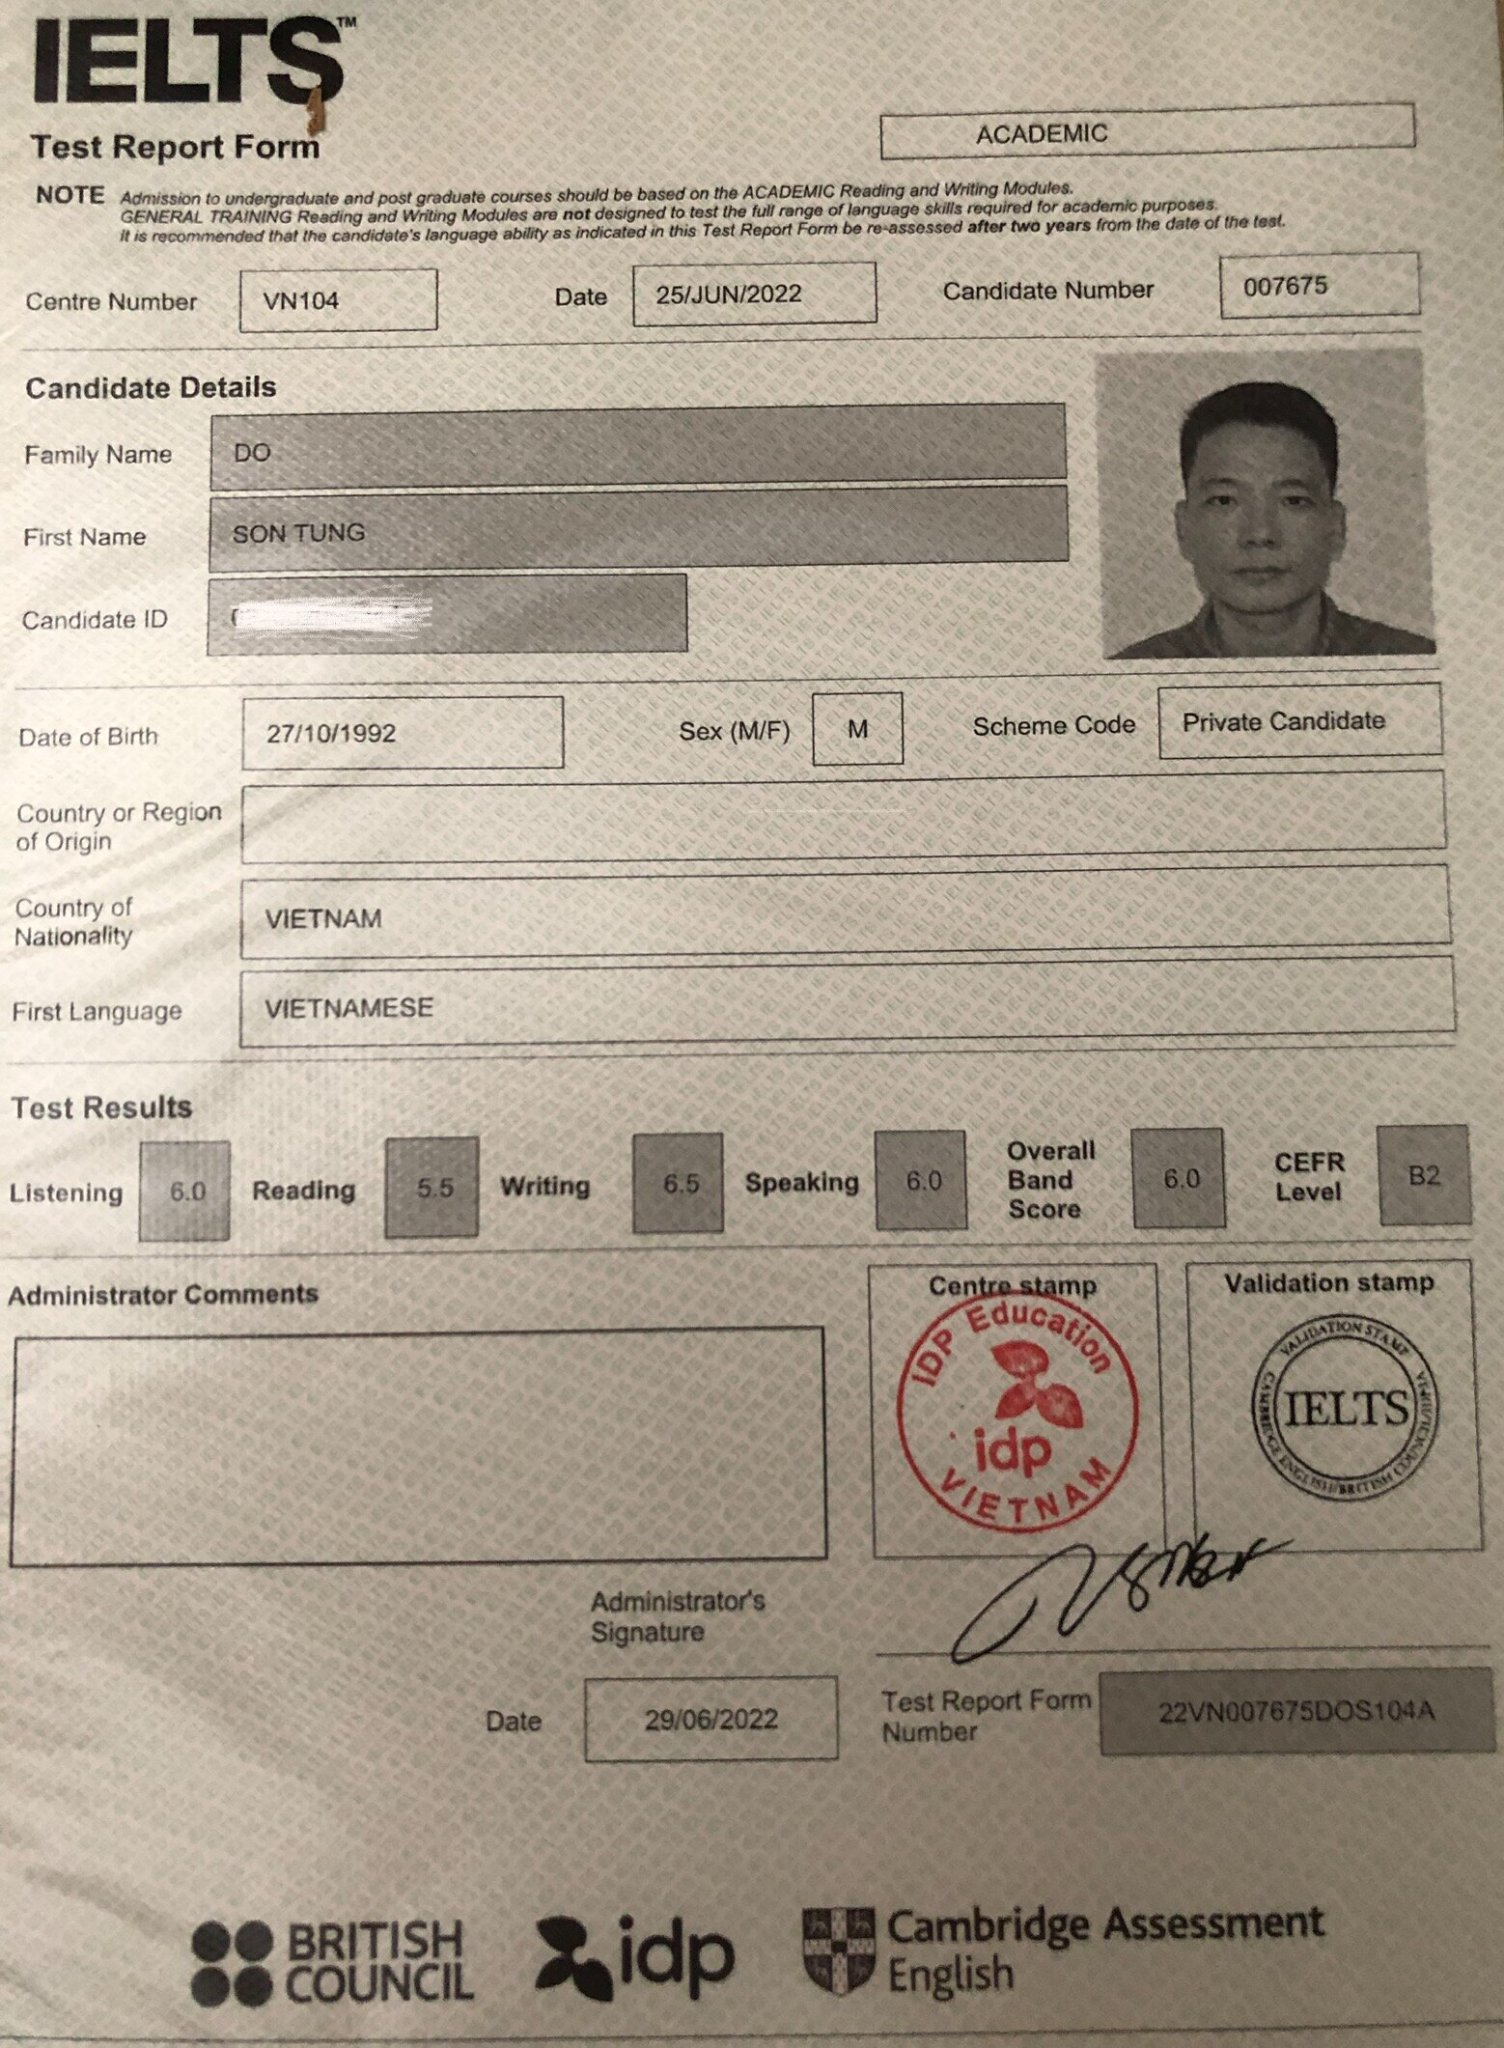 IELTS™
Test Report Form
ACADEMIC
NOTE Admission to undergraduate and post graduate courses should be based on the ACADEMIC Reading and Writing Modules.
GENERAL TRAINING Reading and Writing Modules are not designed to test the full range of language skills required for academic purposes.
It is recommended that the candidate's language ability as indicated in this Test Report Form be re-assessed after two years from the date of the test.
Centre Number VN104 Date 25/JUN/2022 Candidate Number 007675
Candidate Details
Family Name DO
First Name SON TUNG
Candidate ID
Date of Birth 27/10/1992 Sex (M/F) M Scheme Code Private Candidate
Country or Region
of Origin
Country of
Nationality
VIETNAM
First Language VIETNAMESE
Test Results
Listening 6.0 Reading 5.5 Writing 6.5 Speaking 6.0
Overall
Band
Score
6.0
CEFR
Level
B2
Administrator Comments
Centre stamp
IDP Education
idp
VIETNAM
Validation stamp
VALIDATION STAMP
IELTS
CAMBRIDGE ENGLISH/BRITISH COUNCIL/IDP:IA
Administrator's
Signature
Date 29/06/2022
Test Report Form
Number
22VN007675DOS104A
BRITISH
COUNCIL
idp
Cambridge Assessment
English